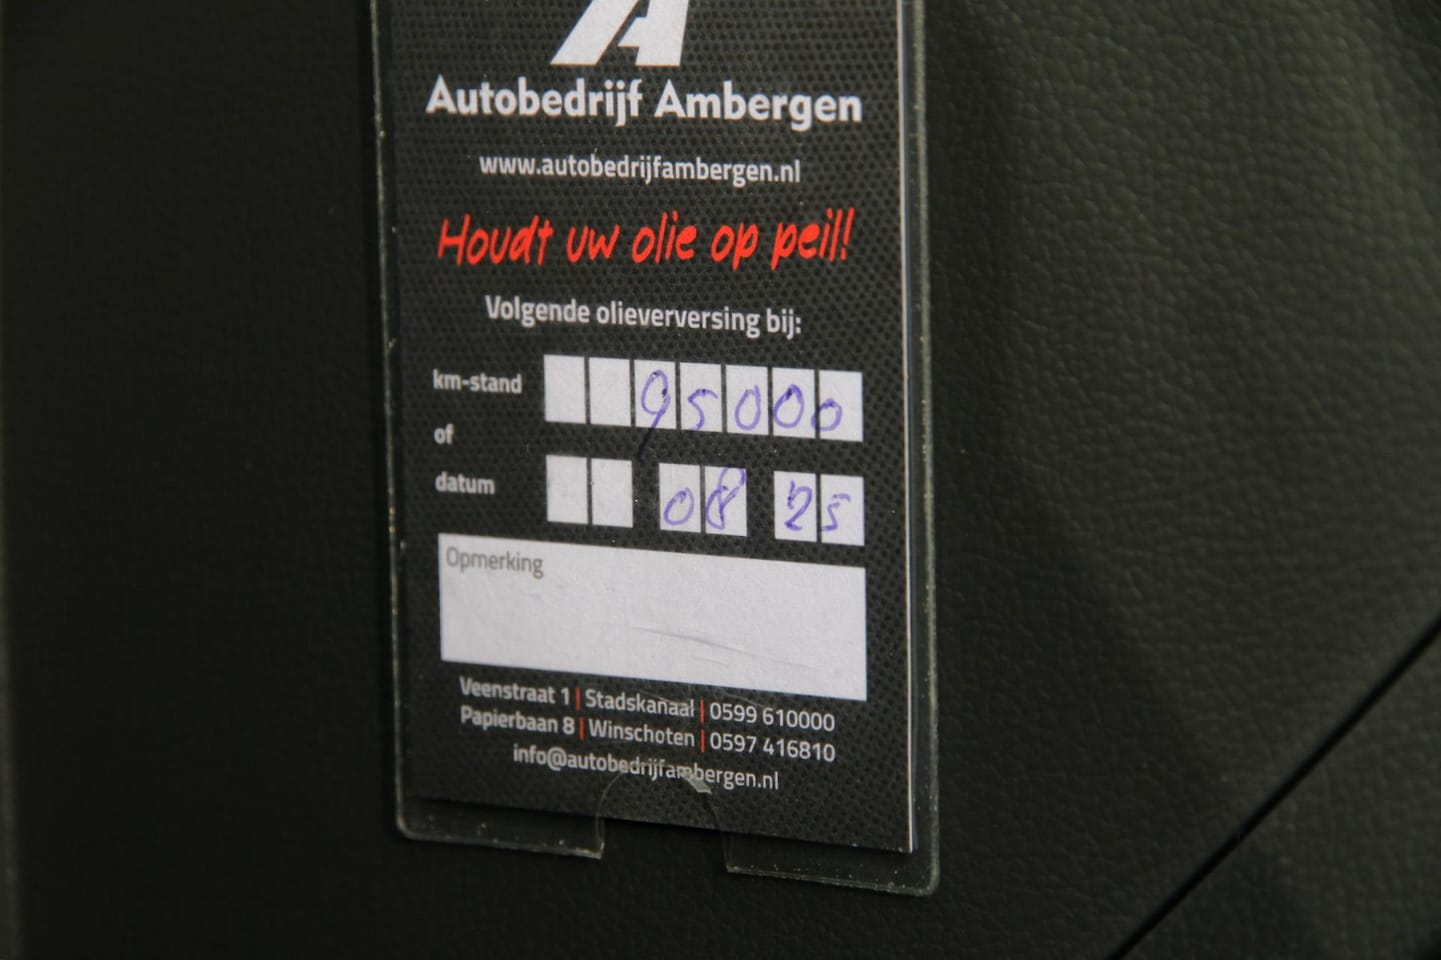 A
Autobedrijf Ambergen
www.autobedrijfambergen.nl
Houdt uw olie op peil!
Volgende olieverversing bij:
km-stand 95000
of
datum 08 25
Opmerking
Veenstraat 1 | Stadskanaal | 0599 610000
Papierbaan 8 | Winschoten | 0597 416810
info@autobedrijfambergen.nl